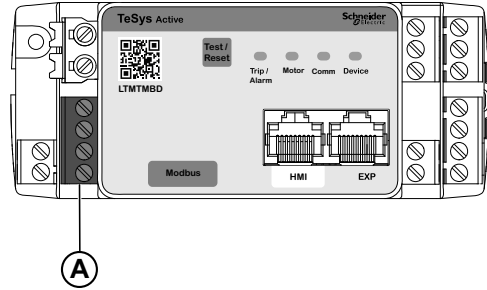 TeSys Active
Schneider
Electric
Test /
Reset
LTMTMBD
Trip /
Alarm
Motor
Comm
Device
Modbus
HMI
EXP
A